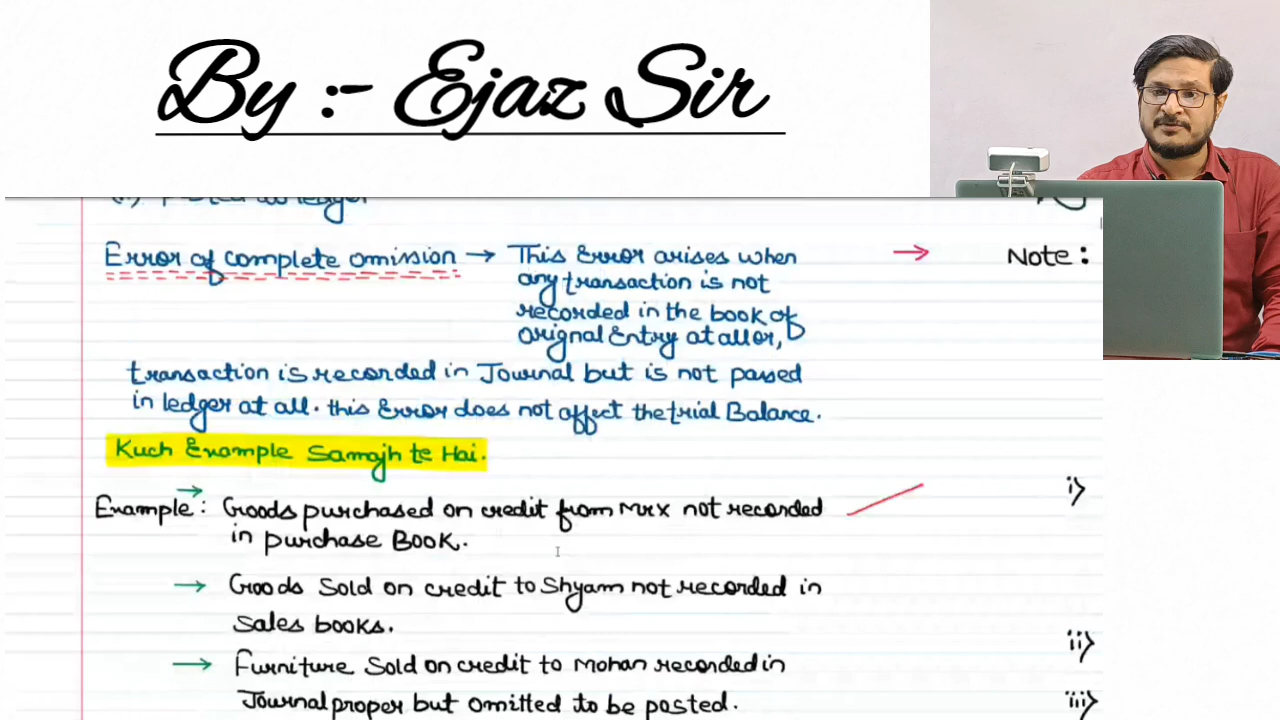 By :- Ejaz Sir
Posted to ledger
Error of complete omission → This Error arises when
any transaction is not
recorded in the book of
orignal Entry at all or,
transaction is recorded in Journal but is not passed
in ledger at all. this Error does not affect the trial Balance.
Kuch Example Samajh te Hai.
Example: Goods purchased on credit from Mr X not recorded
in purchase Book.
→ Goods Sold on credit to Shyam not recorded in
Sales books.
→ Furniture Sold on credit to Mohan recorded in
Journal proper but omitted to be posted.
→ Note:
i>
ii>
iii>